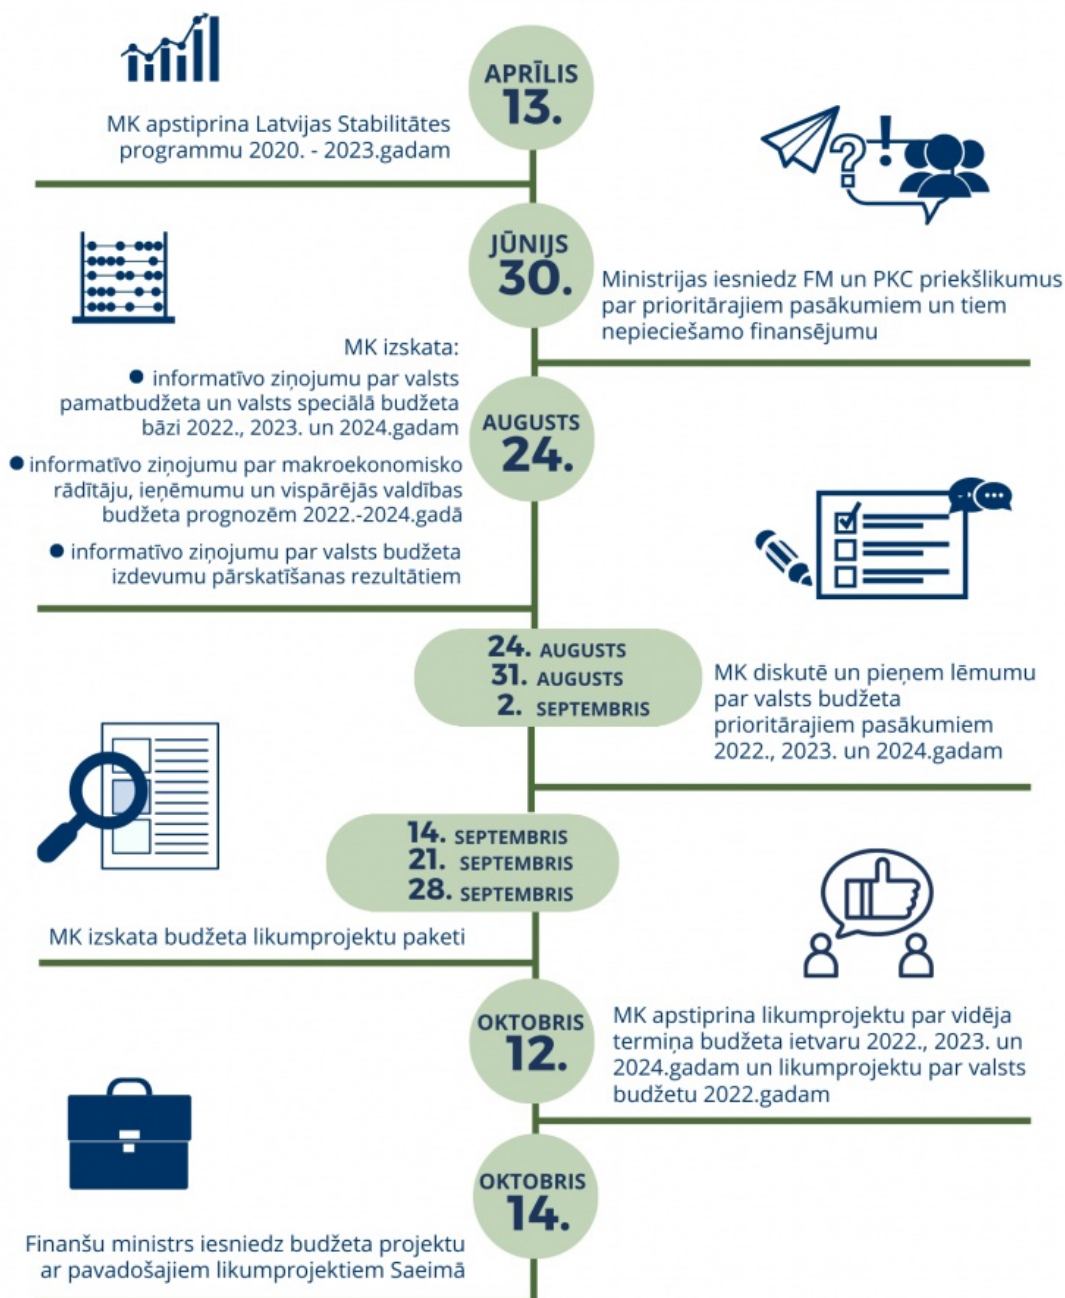 APRĪLIS
13.
MK apstiprina Latvijas Stabilitātes
programmu 2020. - 2023.gadam
JŪNIJS
30.
Ministrijas iesniedz FM un PKC priekšlikumus
par prioritārajiem pasākumiem un tiem
nepieciešamo finansējumu
AUGUSTS
24.
MK izskata:
● informatīvo ziņojumu par valsts
pamatbudžeta un valsts speciālā budžeta
bāzi 2022., 2023. un 2024.gadam
● informatīvo ziņojumu par makroekonomisko
rādītāju, ieņēmumu un vispārējās valdības
budžeta prognozēm 2022.-2024.gadā
● informatīvo ziņojumu par valsts budžeta
izdevumu pārskatīšanas rezultātiem
24. AUGUSTS
31. AUGUSTS
2. SEPTEMBRIS
MK diskutē un pieņem lēmumu
par valsts budžeta
prioritārajiem pasākumiem
2022., 2023. un 2024.gadam
14. SEPTEMBRIS
21. SEPTEMBRIS
28. SEPTEMBRIS
MK izskata budžeta likumprojektu paketi
OKTOBRIS
12.
MK apstiprina likumprojektu par vidēja
termiņa budžeta ietvaru 2022., 2023. un
2024.gadam un likumprojektu par valsts
budžetu 2022.gadam
OKTOBRIS
14.
Finanšu ministrs iesniedz budžeta projektu
ar pavadošajiem likumprojektiem Saeimā